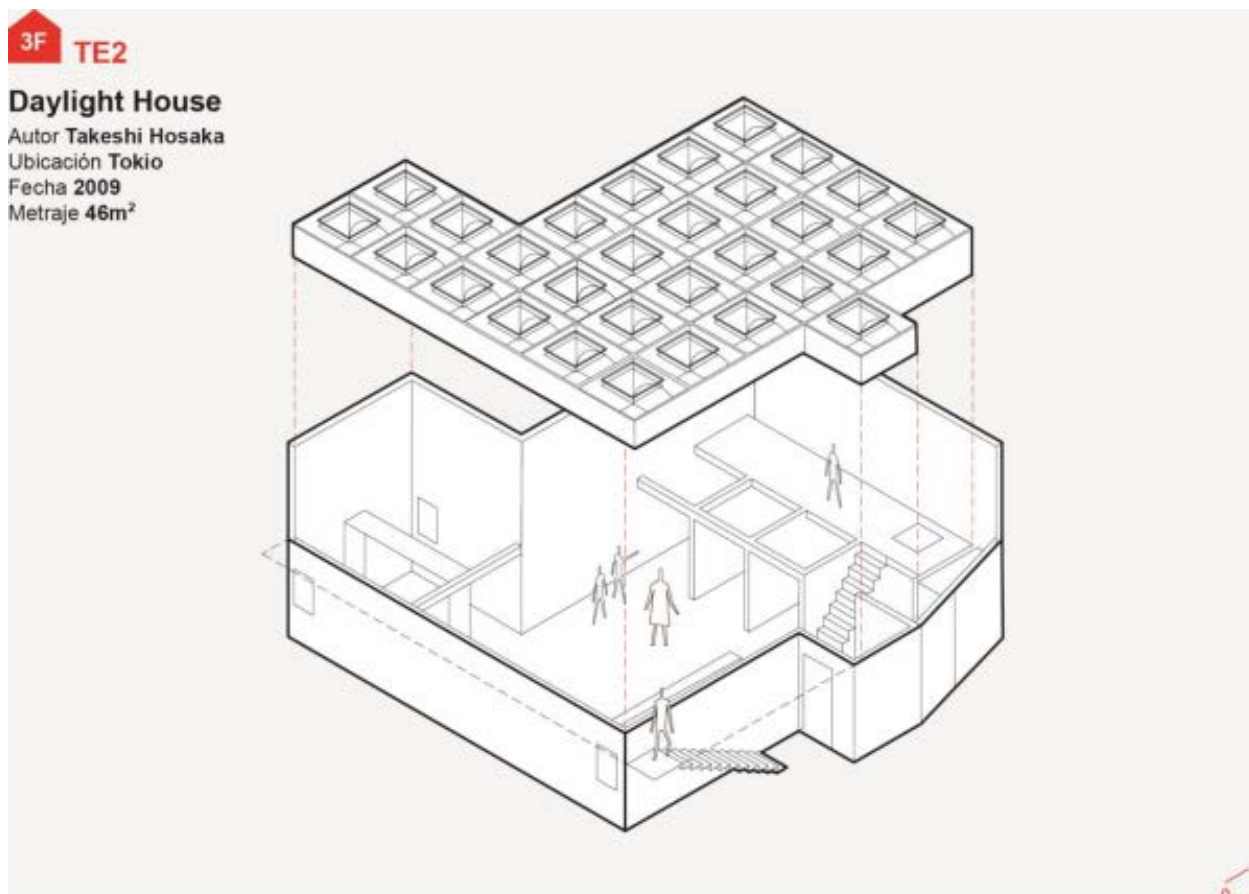 3F TE2
Daylight House
Autor Takeshi Hosaka
Ubicación Tokio
Fecha 2009
Metraje 46m²